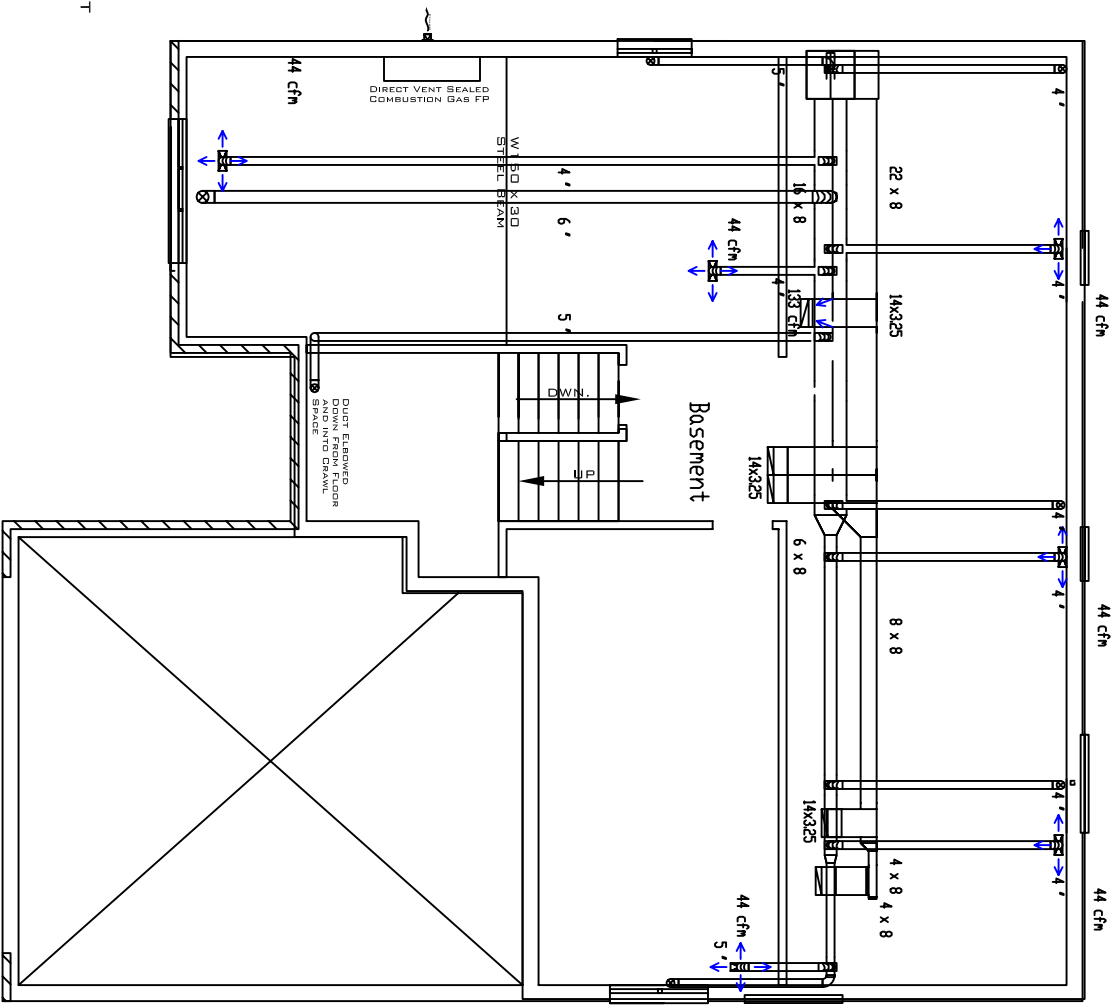 T
44 cfm
DIRECT VENT SEALED
COMBUSTION GAS FP
5 '
4 '
W150 x 30
STEEL BEAM
4 '
6 '
5 '
16 x 8
22 x 8
44 cfm
4 '
133 cfm
14x3.25
4 '
44 cfm
DUCT ELBOWED
DOWN FROM FLOOR
AND INTO CRAWL
SPACE
DWN.
UP
Basement
14x3.25
6 x 8
4 '
4 '
44 cfm
8 x 8
14x3.25
4 '
4 x 8
4 x 8
4 '
44 cfm
44 cfm
5 '